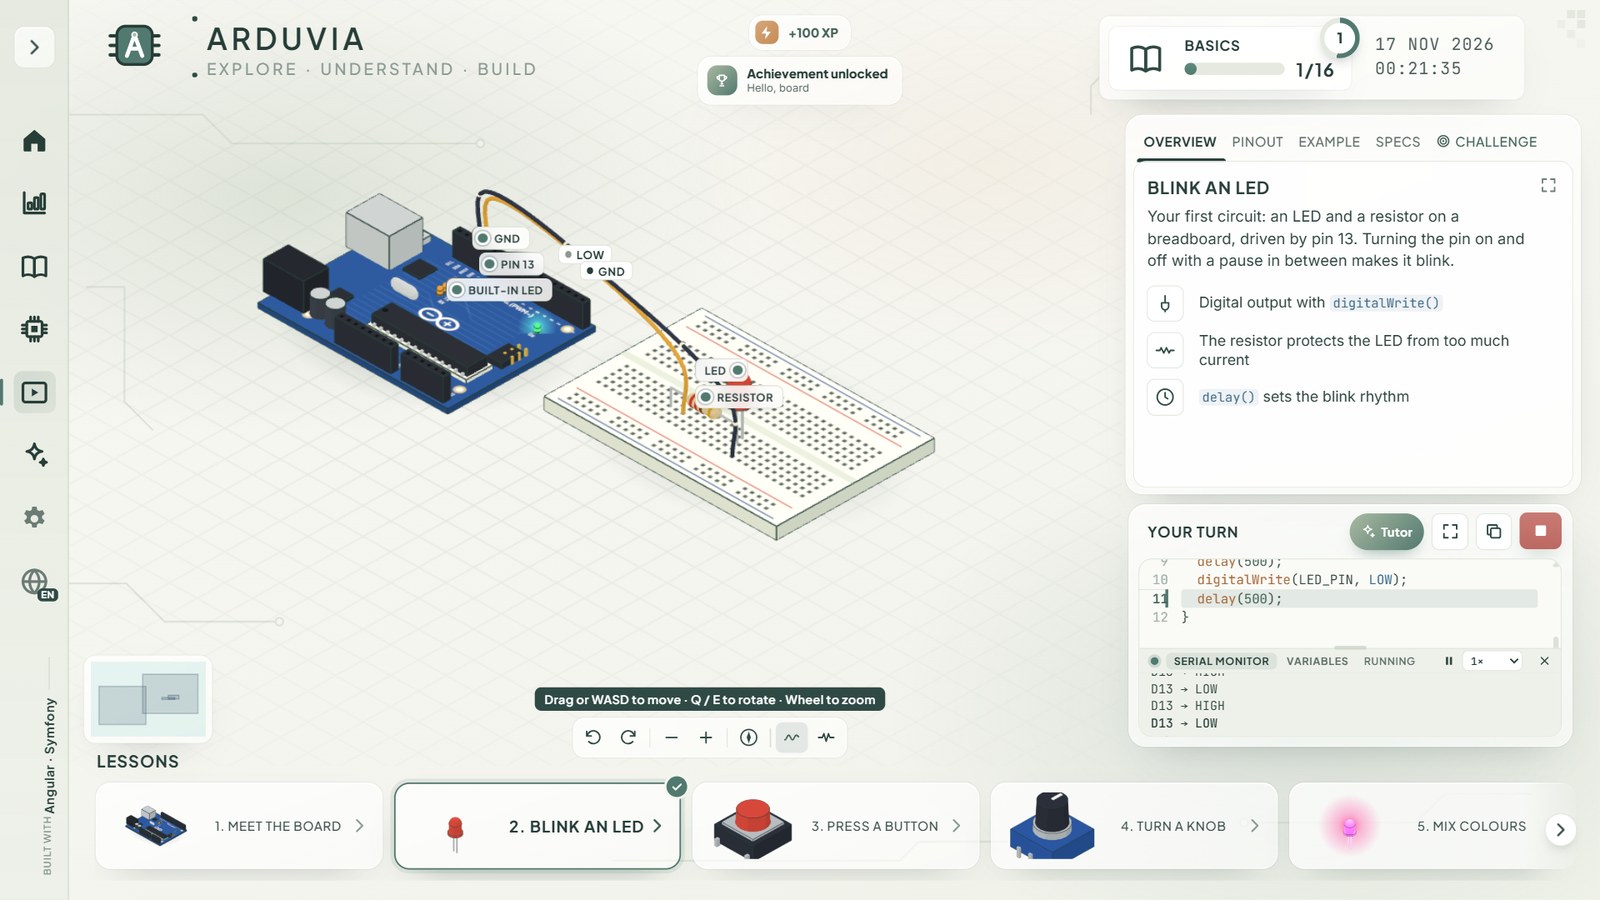 ARDUVIA
EXPLORE · UNDERSTAND · BUILD
+100 XP
Achievement unlocked
Hello, board
BASICS
1/16
1
17 NOV 2026
00:21:35
OVERVIEW
PINOUT
EXAMPLE
SPECS
CHALLENGE
BLINK AN LED
Your first circuit: an LED and a resistor on a
breadboard, driven by pin 13. Turning the pin on and
off with a pause in between makes it blink.
Digital output with digitalWrite()
The resistor protects the LED from too much
current
delay() sets the blink rhythm
GND
PIN 13
BUILT-IN LED
LOW
GND
LED
RESISTOR
YOUR TURN
Tutor
9 delay(500);
10 digitalWrite(LED_PIN, LOW);
11 delay(500);
12 }
SERIAL MONITOR
VARIABLES
RUNNING
1×
D13 → HIGH
D13 → LOW
D13 → HIGH
D13 → LOW
EN
BUILT WITH Angular · Symfony
Drag or WASD to move · Q / E to rotate · Wheel to zoom
LESSONS
1. MEET THE BOARD
2. BLINK AN LED
3. PRESS A BUTTON
4. TURN A KNOB
5. MIX COLOURS